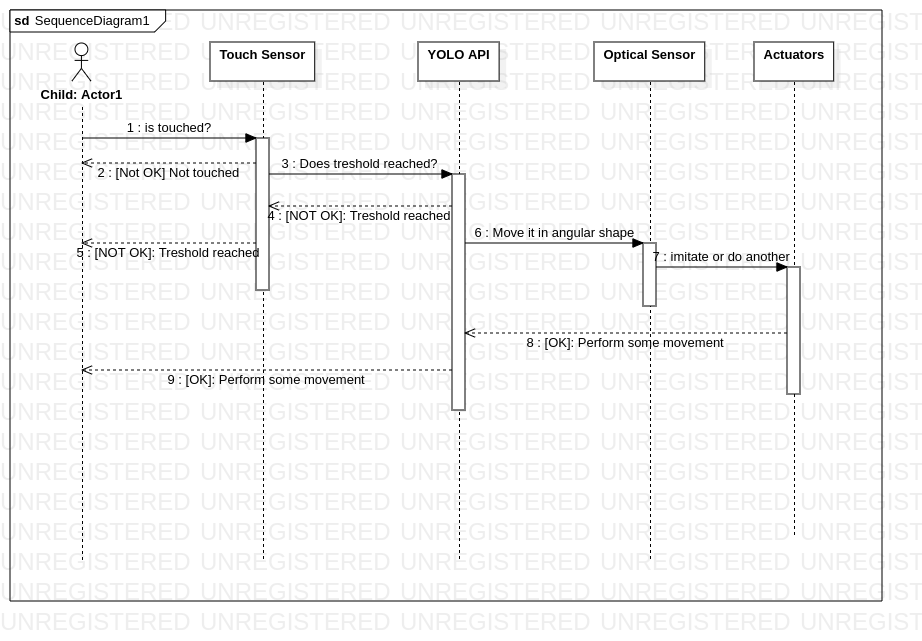 sd SequenceDiagram1
Touch Sensor
YOLO API
Optical Sensor
Actuators
Child: Actor1
1 : is touched?
2 : [Not OK] Not touched
3 : Does treshold reached?
4 : [NOT OK]: Treshold reached
5 : [NOT OK]: Treshold reached
6 : Move it in angular shape
7 : imitate or do another
8 : [OK]: Perform some movement
9 : [OK]: Perform some movement
UNREGISTERED UNREGISTERED UNREGISTERED UNREGISTERED UNREGIST